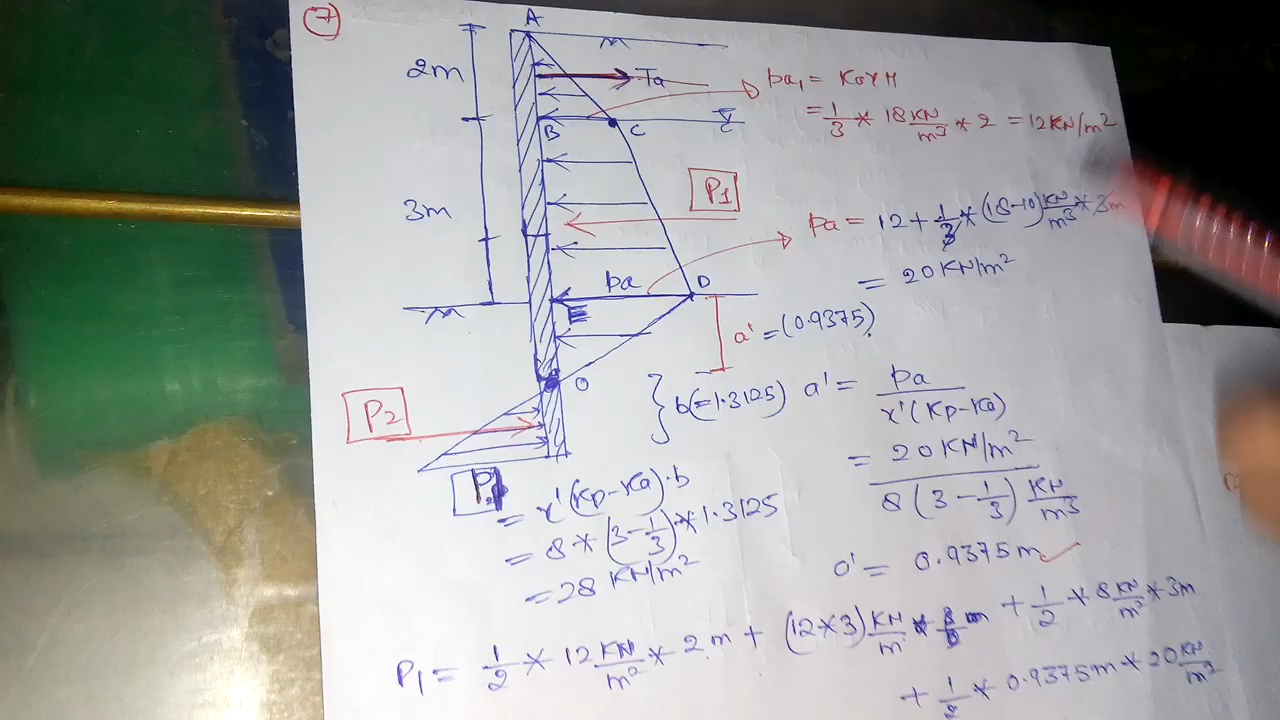 7
A
2m
Ta
pa₁ = Ka γ H
= 1/3 * 18 KN/m³ * 2 = 12 KN/m²
B
C
3m
P1
pa = 12 + 1/3 * (18-10) KN/m³ * 3m
= 20 KN/m²
pa
D
E
a' = (0.9375)
O
b(=1.3125)
a' = pa / γ'(Kp-Ka)
= 20 KN/m² / 8 (3 - 1/3) KN/m³
a' = 0.9375 m
P2
P
= γ'(Kp-Ka).b
= 8 * (3-1/3) * 1.3125
= 28 KN/m²
P₁ = 1/2 * 12 KN/m² * 2 m + (12*3) KN/m + 1/2 * 8 KN/m² * 3m
+ 1/2 * 0.9375m * 20 KN/m²